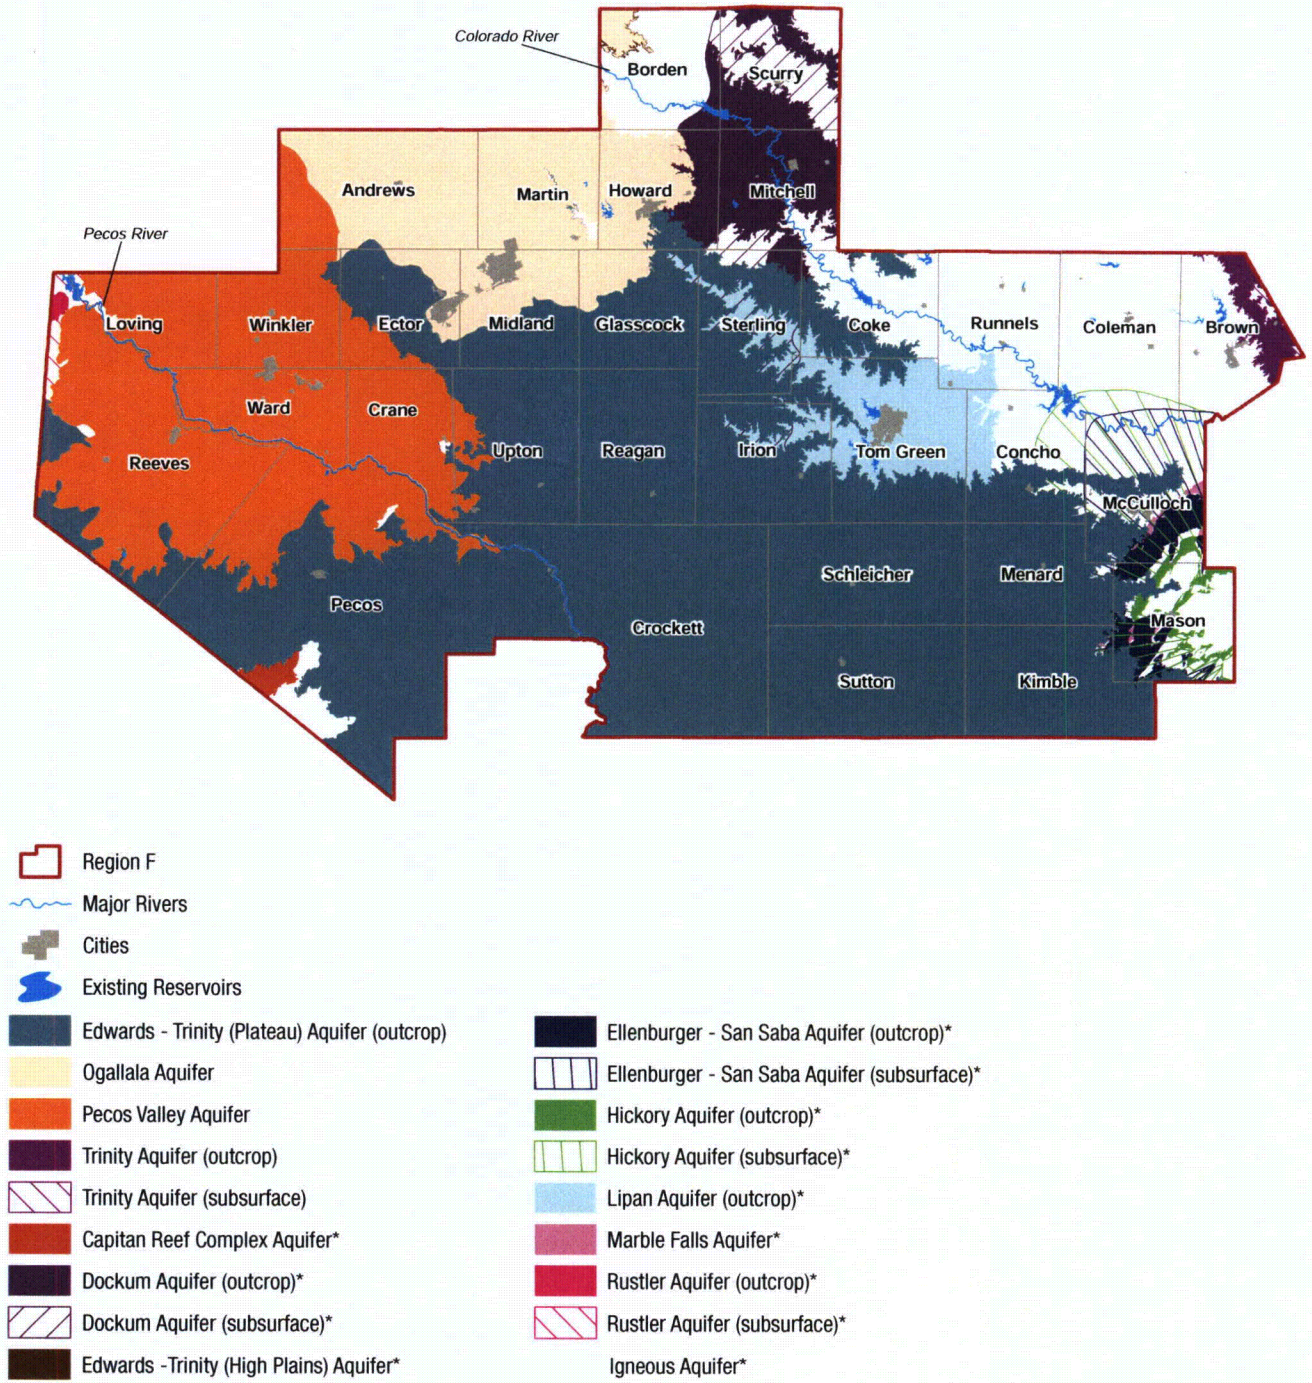 Colorado River
Borden
Scurry
Andrews
Martin
Howard
Mitchell
Pecos River
Loving
Winkler
Ector
Midland
Glasscock
Sterling
Coke
Runnels
Coleman
Brown
Ward
Crane
Reeves
Upton
Reagan
Irion
Tom Green
Concho
McCulloch
Schleicher
Menard
Pecos
Crockett
Mason
Sutton
Kimble
Region F
Major Rivers
Cities
Existing Reservoirs
Edwards - Trinity (Plateau) Aquifer (outcrop)
Ogallala Aquifer
Pecos Valley Aquifer
Trinity Aquifer (outcrop)
Trinity Aquifer (subsurface)
Capitan Reef Complex Aquifer*
Dockum Aquifer (outcrop)*
Dockum Aquifer (subsurface)*
Edwards -Trinity (High Plains) Aquifer*
Ellenburger - San Saba Aquifer (outcrop)*
Ellenburger - San Saba Aquifer (subsurface)*
Hickory Aquifer (outcrop)*
Hickory Aquifer (subsurface)*
Lipan Aquifer (outcrop)*
Marble Falls Aquifer*
Rustler Aquifer (outcrop)*
Rustler Aquifer (subsurface)*
Igneous Aquifer*